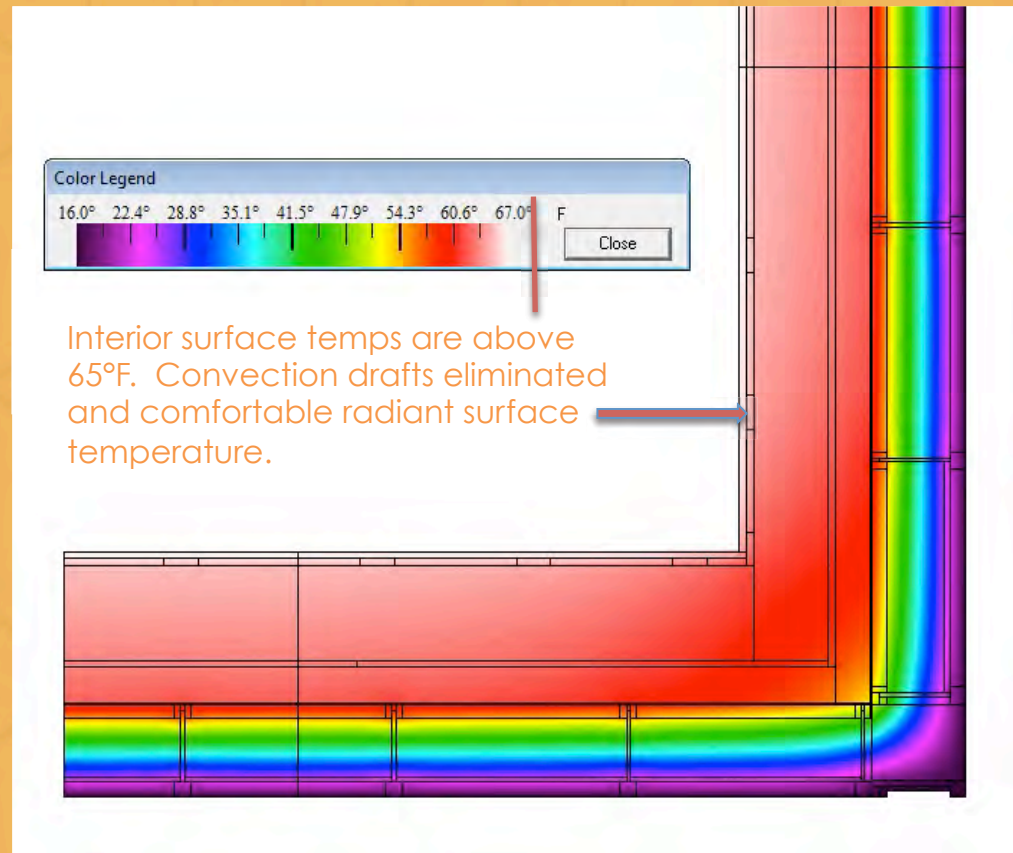 Color Legend
16.0° 22.4° 28.8° 35.1° 41.5° 47.9° 54.3° 60.6° 67.0° F
Close
Interior surface temps are above
65°F. Convection drafts eliminated
and comfortable radiant surface
temperature.